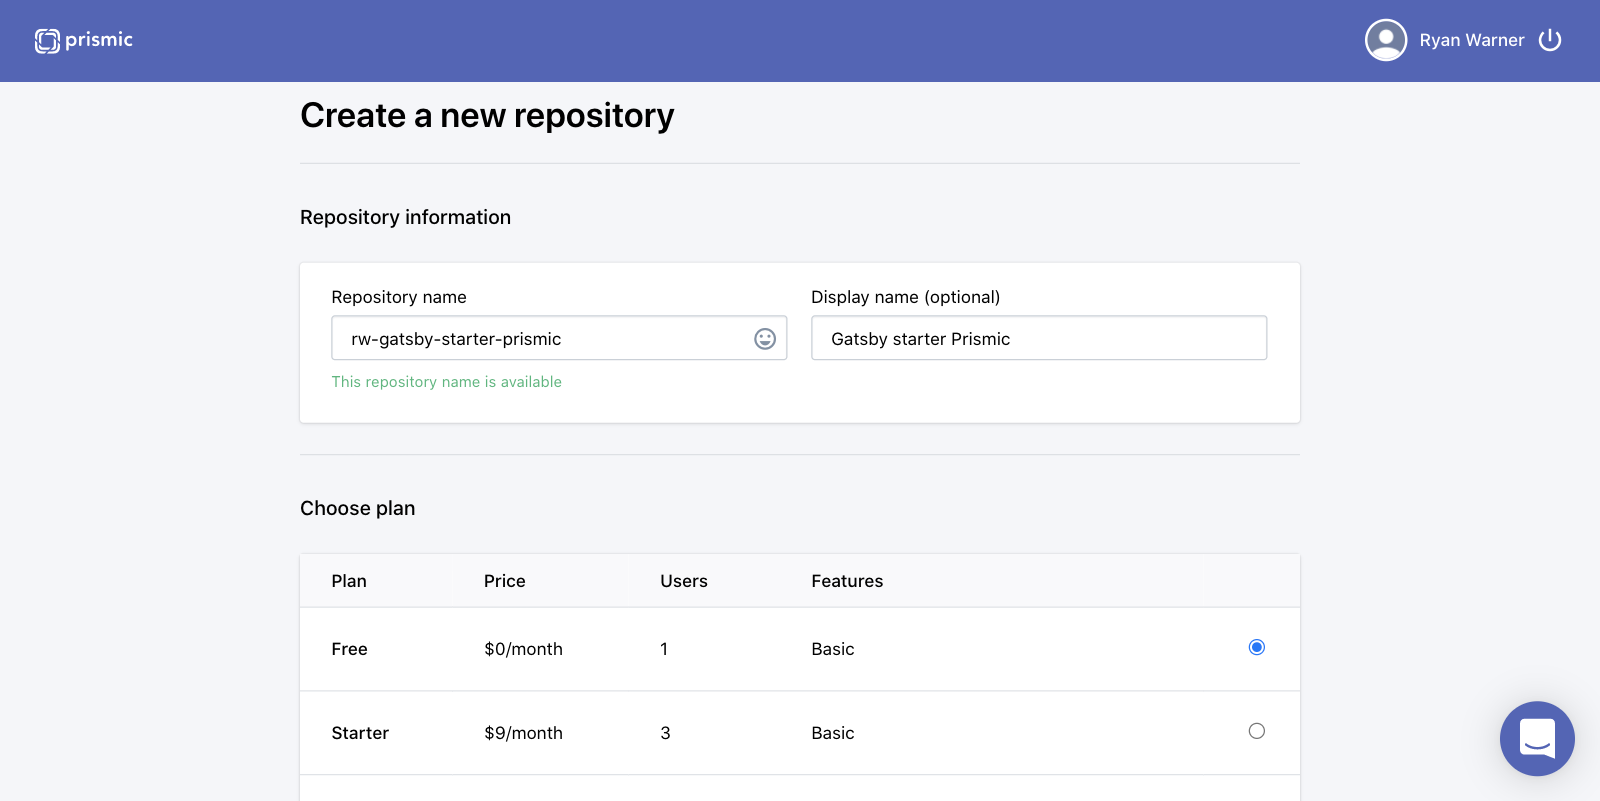 prismic
Ryan Warner
Create a new repository
Repository information
Repository name
Display name (optional)
rw-gatsby-starter-prismic
Gatsby starter Prismic
This repository name is available
Choose plan
Plan Price Users Features
Free $0/month 1 Basic
Starter $9/month 3 Basic